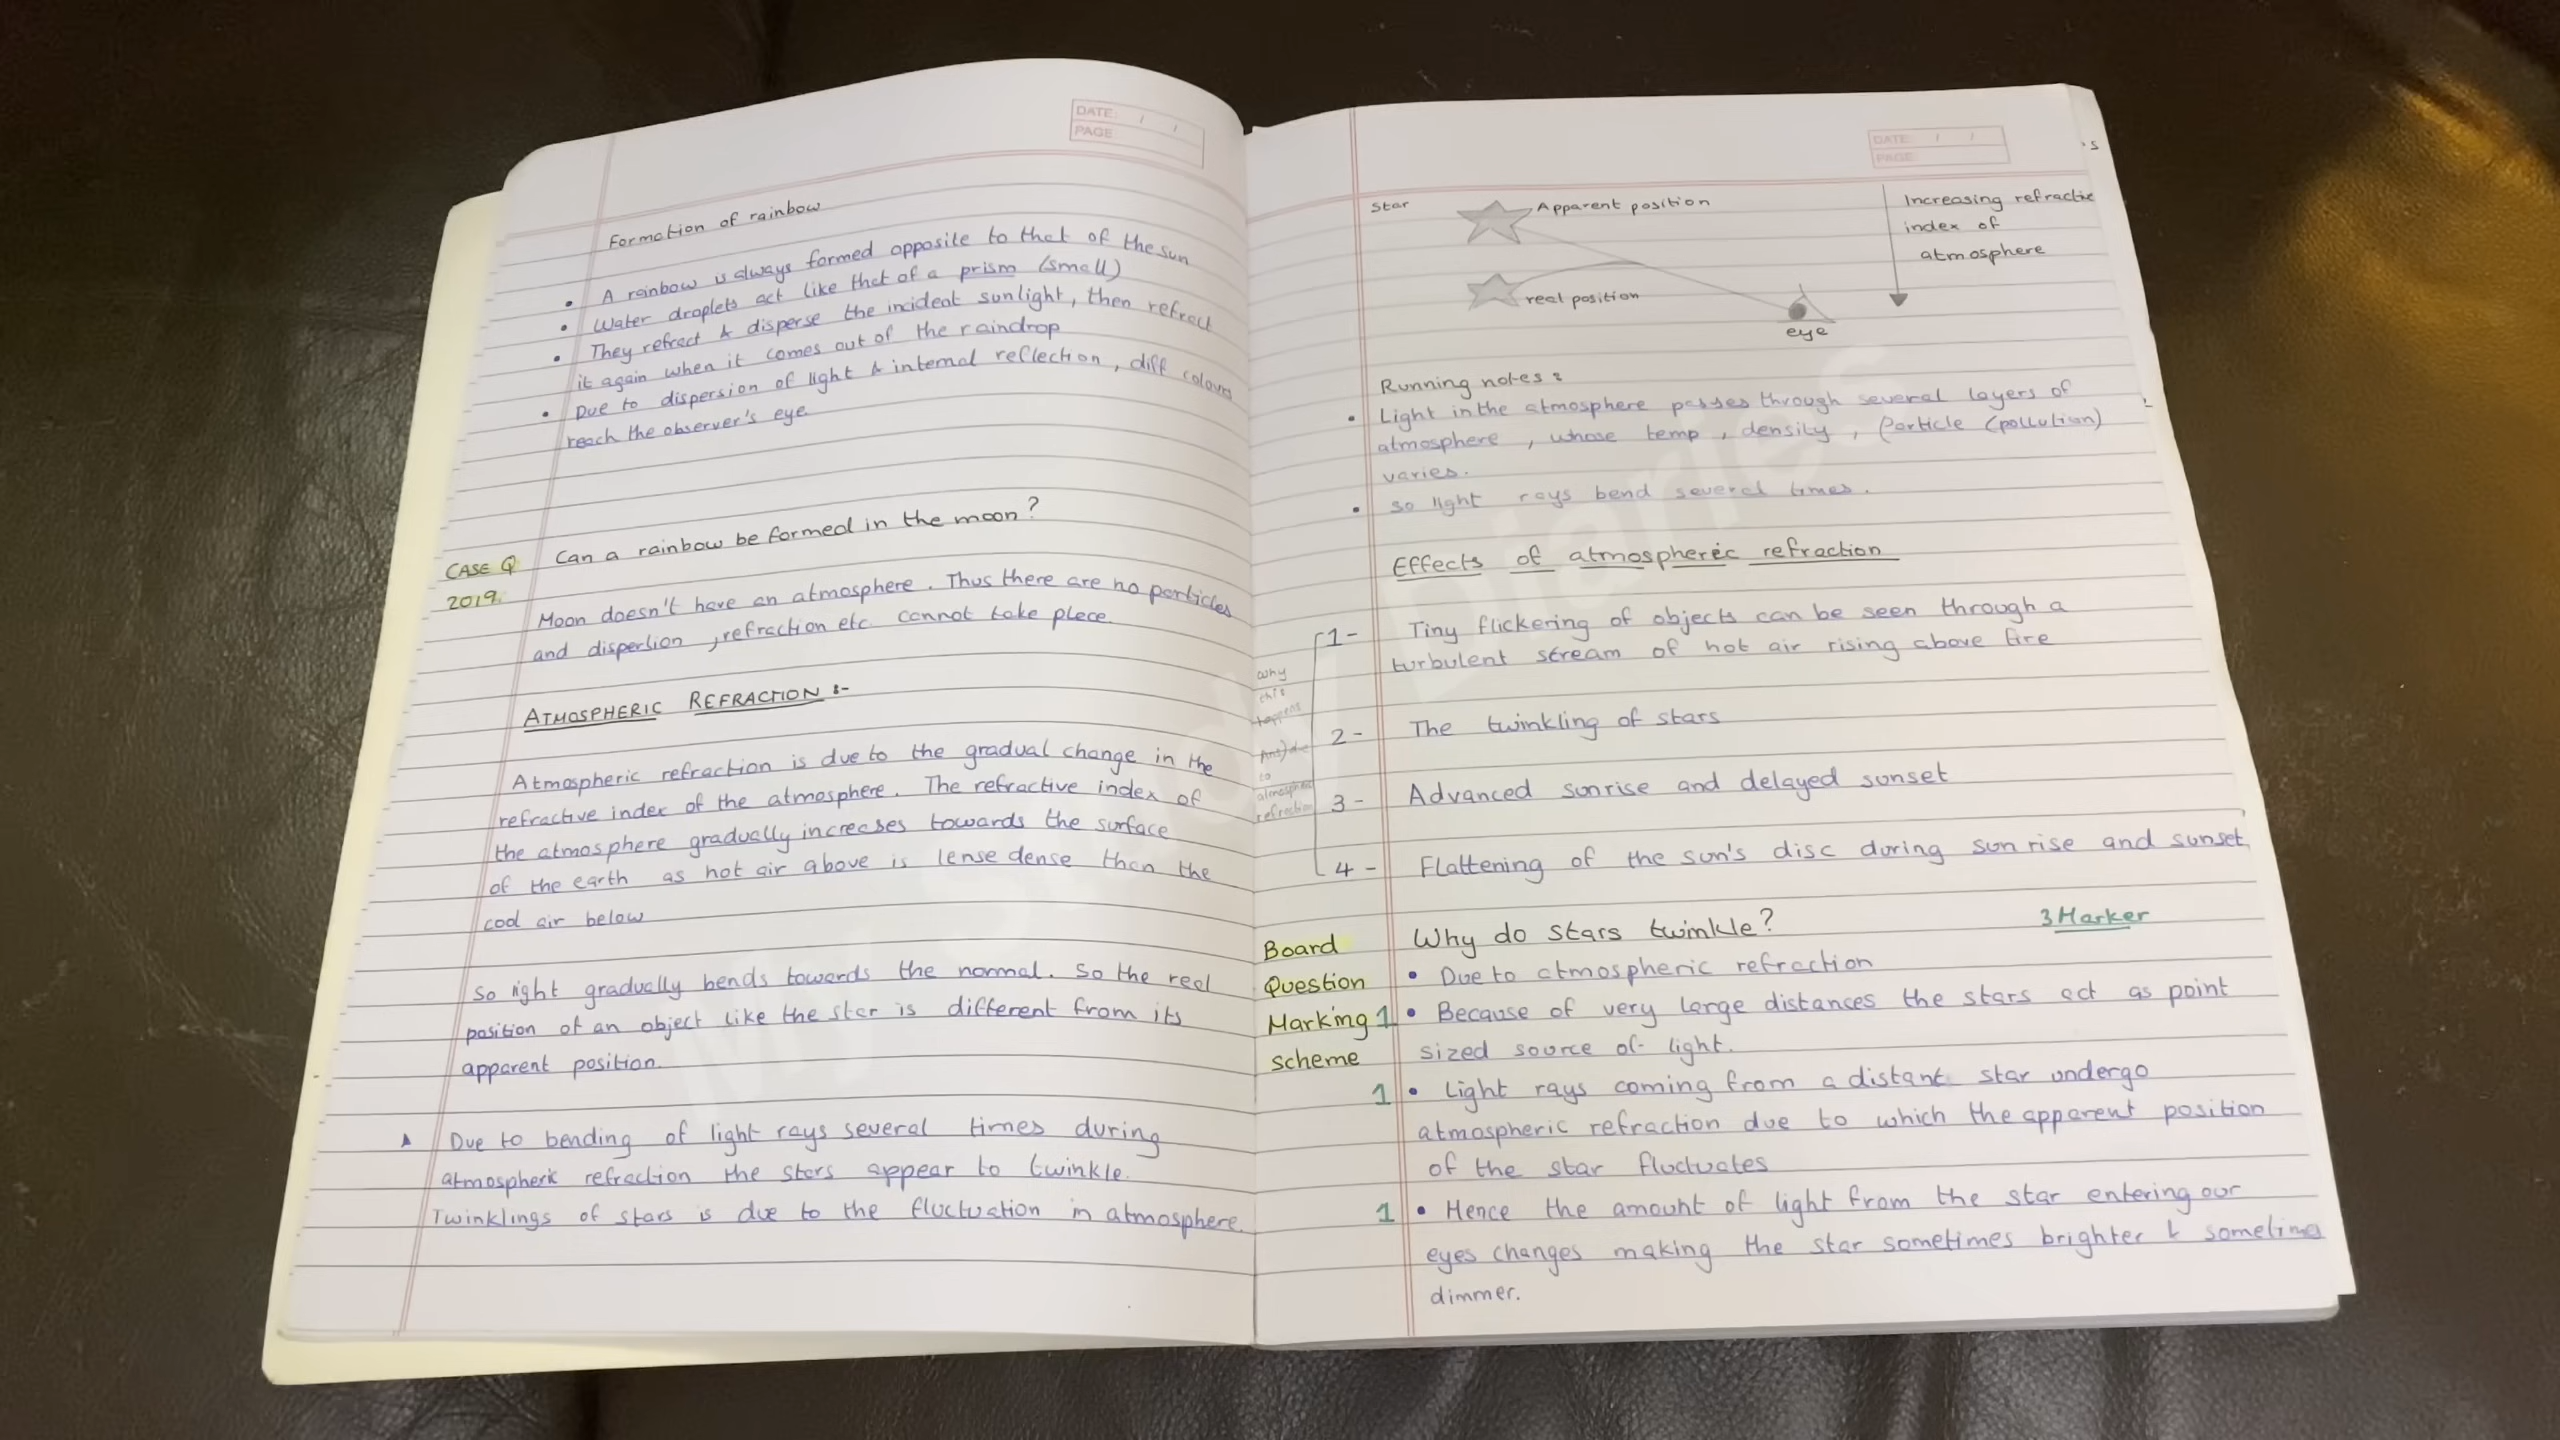 DATE: / /
PAGE:
Formation of rainbow
• A rainbow is always formed opposite to that of the sun
• Water droplets act like that of a prism (small)
• They refract & disperse the incident sunlight, then refract
it again when it comes out of the raindrop
• Due to dispersion of light & internal reflection, diff colours
reach the observer's eye
CASE Q Can a rainbow be formed in the moon?
2019. Moon doesn't have an atmosphere. Thus there are no particles
and dispertion, refraction etc. cannot take place.
ATMOSPHERIC REFRACTION :-
Atmospheric refraction is due to the gradual change in the
refractive index of the atmosphere. The refractive index of
the atmosphere gradually increases towards the surface
of the earth as hot air above is lense dense than the
cool air below
So light gradually bends towards the normal. So the real
position of an object like the star is different from its
apparent position.
Due to bending of light rays several times during
atmospheric refraction the stars appear to twinkle.
Twinklings of stars is due to the fluctuation in atmosphere.
DATE: / /
PAGE:
Star Apparent position
real position
eye
Increasing refractive
index of
atmosphere
Running notes :
• Light in the atmosphere passes through several layers of
atmosphere, whose temp, density, particle (pollution)
varies.
• so light rays bend several times.
Effects of atmospheric refraction
1- Tiny flickering of objects can be seen through a
turbulent stream of hot air rising above fire
2- The twinkling of stars
3- Advanced sunrise and delayed sunset
4- Flattening of the sun's disc during sunrise and sunset
why
this
happens
Ans) due
to
atmospheric
refraction
Board Why do stars twinkle? 3 Marker
Question • Due to atmospheric refraction
Marking 1 • Because of very large distances the stars act as point
scheme sized source of light.
1 • Light rays coming from a distant star undergo
atmospheric refraction due to which the apparent position
of the star fluctuates
1 • Hence the amount of light from the star entering our
eyes changes making the star sometimes brighter & sometime
dimmer.
My Study Diaries